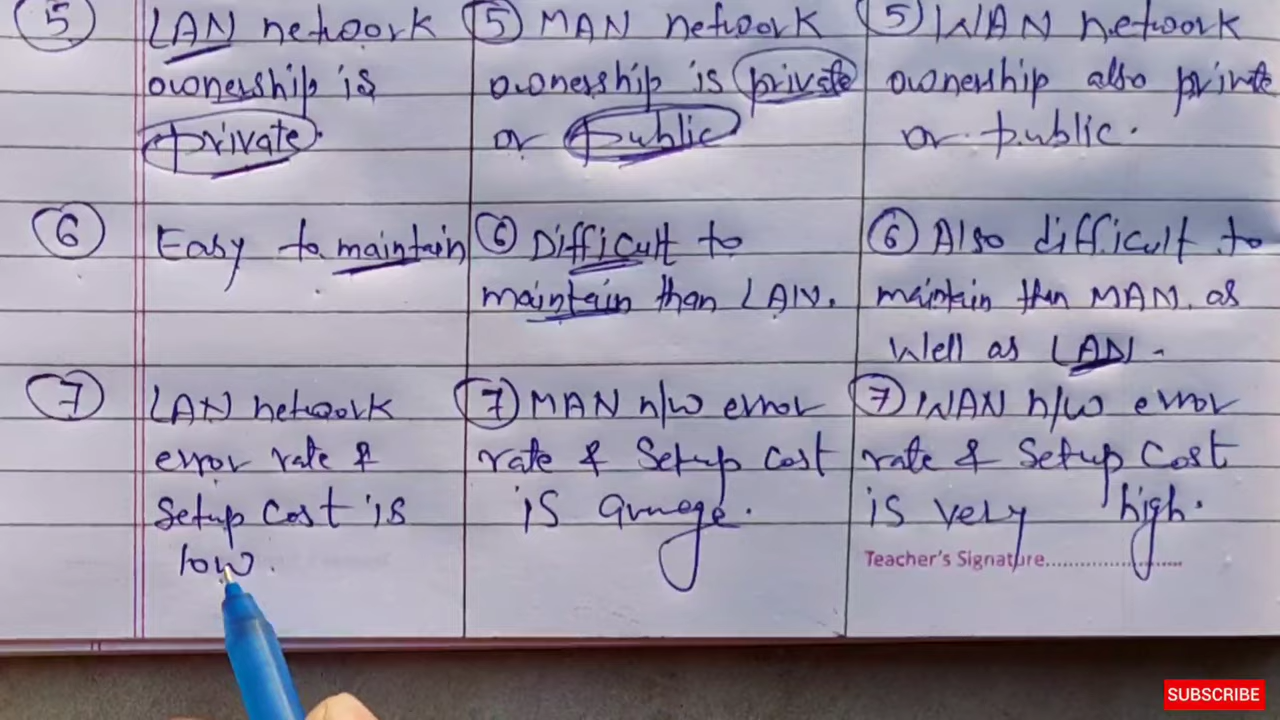 5
LAN network
ownership is
private.
5 MAN network
ownership is private
or public
5 WAN network
ownership also private
or public.
6
Easy to maintain
6 Difficult to
maintain than LAN.
6 Also difficult to
maintain than MAN. as
well as LAN.
7
LAN network
error rate &
Setup Cost is
low.
7 MAN n/w error
rate & Setup Cost
is average.
7 WAN n/w error
rate & Setup Cost
is very high.
Teacher's Signature
SUBSCRIBE